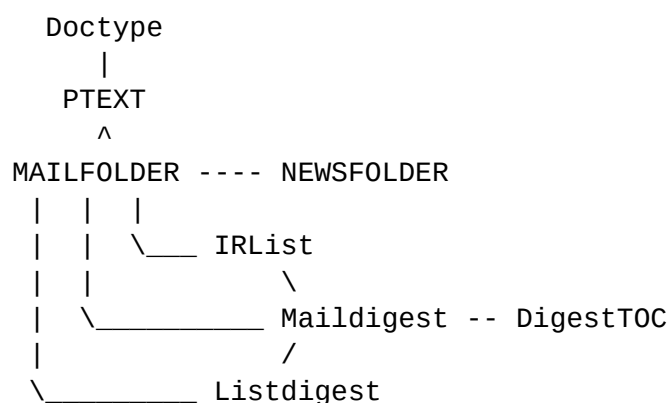 Doctype
|
PTEXT
^
MAILFOLDER ---- NEWSFOLDER
| | |
| | \___ IRList
| | \
| \__________ Maildigest -- DigestTOC
| /
\_________ Listdigest